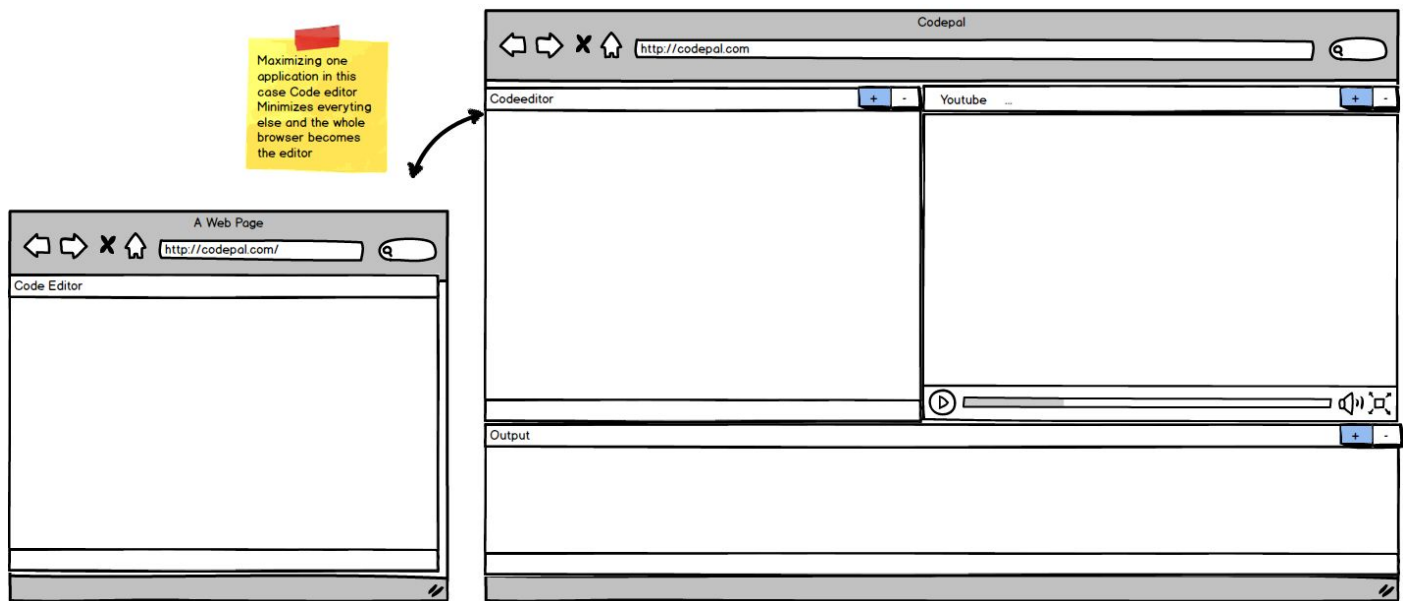 Maximizing one
application in this
case Code editor
Minimizes everyting
else and the whole
browser becomes
the editor
A Web Page
http://codepal.com/
Code Editor
Codepal
http://codepal.com
Codeeditor
+ -
Youtube ...
+ -
Output
+ -